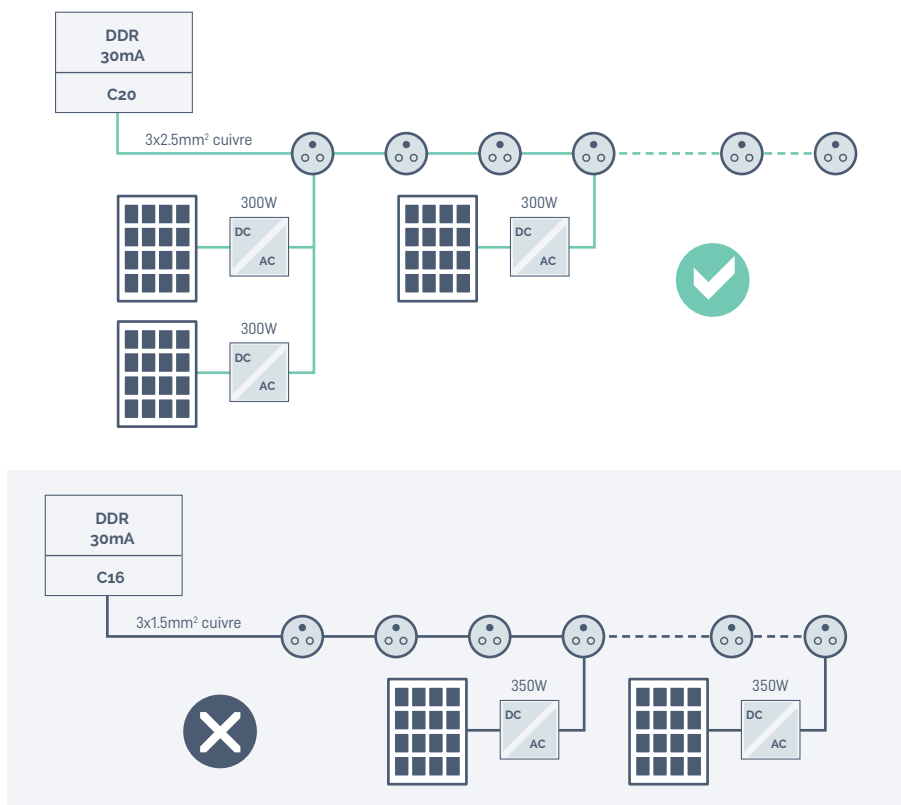 DDR
30mA
C20
3x2.5mm² cuivre
300W
DC
AC
300W
DC
AC
300W
DC
AC
DDR
30mA
C16
3x1.5mm² cuivre
350W
DC
AC
350W
DC
AC